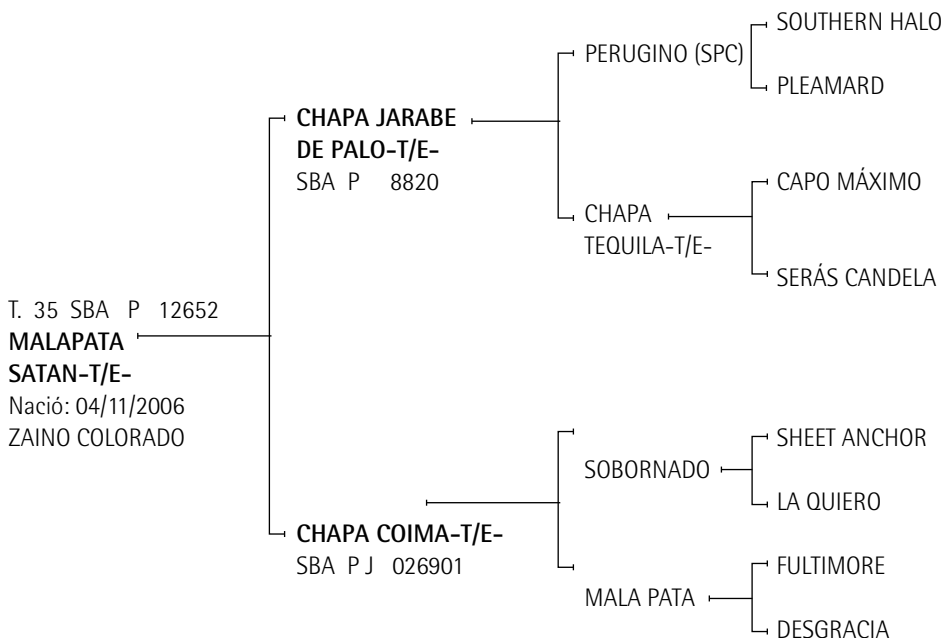 T. 35 SBA P 12652
MALAPATA
SATAN-T/E-
Nació: 04/11/2006
ZAINO COLORADO
CHAPA JARABE
DE PALO-T/E-
SBA P 8820
PERUGINO (SPC)
SOUTHERN HALO
PLEAMARD
CHAPA
TEQUILA-T/E-
CAPO MÁXIMO
SERÁS CANDELA
CHAPA COIMA-T/E-
SBA P J 026901
SOBORNADO
SHEET ANCHOR
LA QUIERO
MALA PATA
FULTIMORE
DESGRACIA